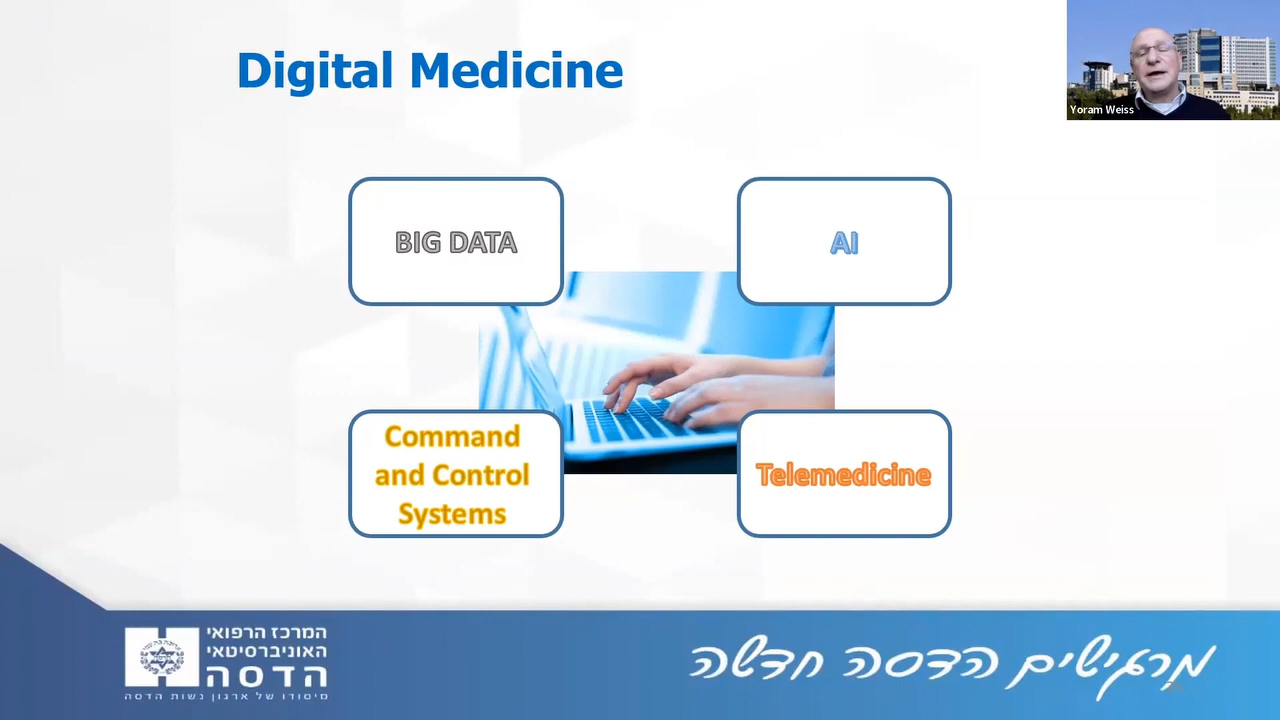 Digital Medicine
Yoram Weiss
BIG DATA
AI
Command
and Control
Systems
Telemedicine
המרכז הרפואי
האוניברסיטאי
הדסה
מיסודו של ארגון נשות הדסה
מרגישים הדסה חדשה